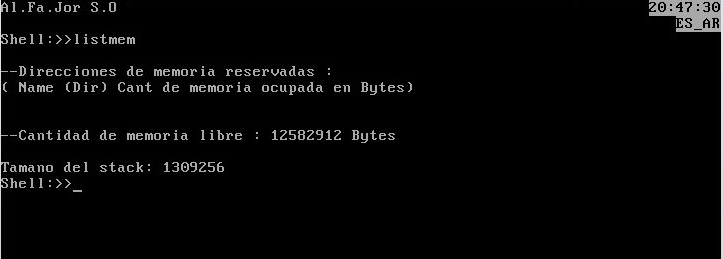 Al.Fa.Jor S.O 20:47:30
ES_AR
Shell:>>listmem
--Direcciones de memoria reservadas :
( Name (Dir) Cant de memoria ocupada en Bytes)
--Cantidad de memoria libre : 12582912 Bytes
Tamano del stack: 1309256
Shell:>>_